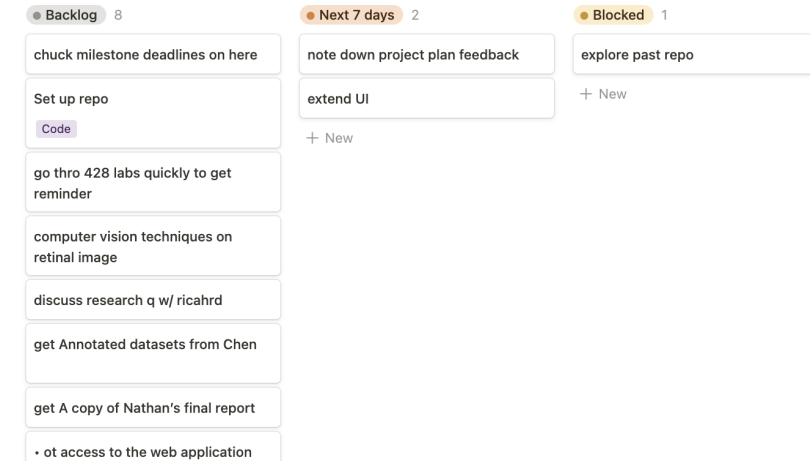 Backlog 8
chuck milestone deadlines on here
Set up repo
Code
go thro 428 labs quickly to get
reminder
computer vision techniques on
retinal image
discuss research q w/ ricahrd
get Annotated datasets from Chen
get A copy of Nathan's final report
• ot access to the web application
Next 7 days 2
note down project plan feedback
extend UI
+ New
Blocked 1
explore past repo
+ New